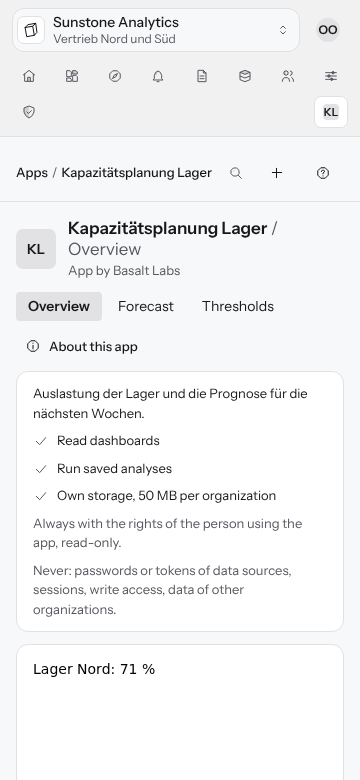 Sunstone Analytics
Vertrieb Nord und Süd
OO
KL
Apps / Kapazitätsplanung Lager
KL
Kapazitätsplanung Lager /
Overview
App by Basalt Labs
Overview
Forecast
Thresholds
About this app
Auslastung der Lager und die Prognose für die
nächsten Wochen.
Read dashboards
Run saved analyses
Own storage, 50 MB per organization
Always with the rights of the person using the
app, read-only.
Never: passwords or tokens of data sources,
sessions, write access, data of other
organizations.
Lager Nord: 71 %